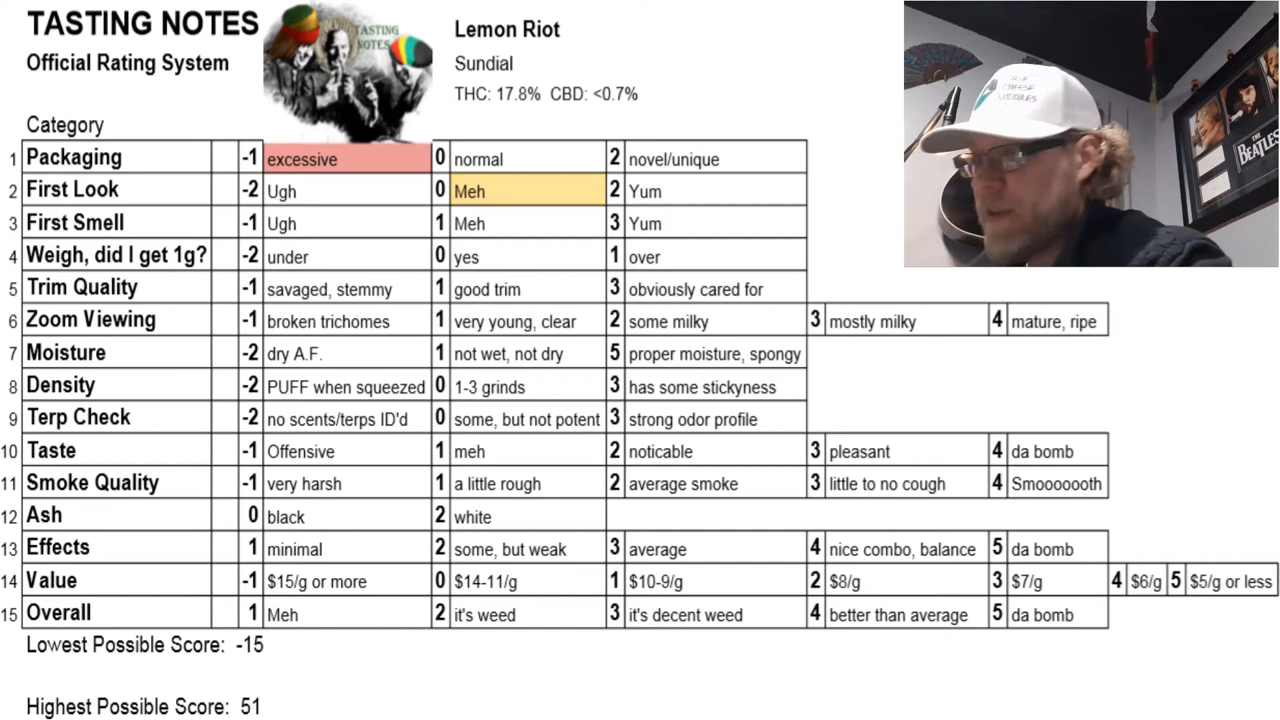 TASTING NOTES
Official Rating System
TASTING
NOTES
Lemon Riot
Sundial
THC: 17.8% CBD: <0.7%
Category
1 Packaging -1 excessive 0 normal 2 novel/unique
2 First Look -2 Ugh 0 Meh 2 Yum
3 First Smell -1 Ugh 1 Meh 3 Yum
4 Weigh, did I get 1g? -2 under 0 yes 1 over
5 Trim Quality -1 savaged, stemmy 1 good trim 3 obviously cared for
6 Zoom Viewing -1 broken trichomes 1 very young, clear 2 some milky 3 mostly milky 4 mature, ripe
7 Moisture -2 dry A.F. 1 not wet, not dry 5 proper moisture, spongy
8 Density -2 PUFF when squeezed 0 1-3 grinds 3 has some stickyness
9 Terp Check -2 no scents/terps ID'd 0 some, but not potent 3 strong odor profile
10 Taste -1 Offensive 1 meh 2 noticable 3 pleasant 4 da bomb
11 Smoke Quality -1 very harsh 1 a little rough 2 average smoke 3 little to no cough 4 Smooooooth
12 Ash 0 black 2 white
13 Effects 1 minimal 2 some, but weak 3 average 4 nice combo, balance 5 da bomb
14 Value -1 $15/g or more 0 $14-11/g 1 $10-9/g 2 $8/g 3 $7/g 4 $6/g 5 $5/g or less
15 Overall 1 Meh 2 it's weed 3 it's decent weed 4 better than average 5 da bomb
Lowest Possible Score: -15
Highest Possible Score: 51
CHEESE
THE
BEATLES